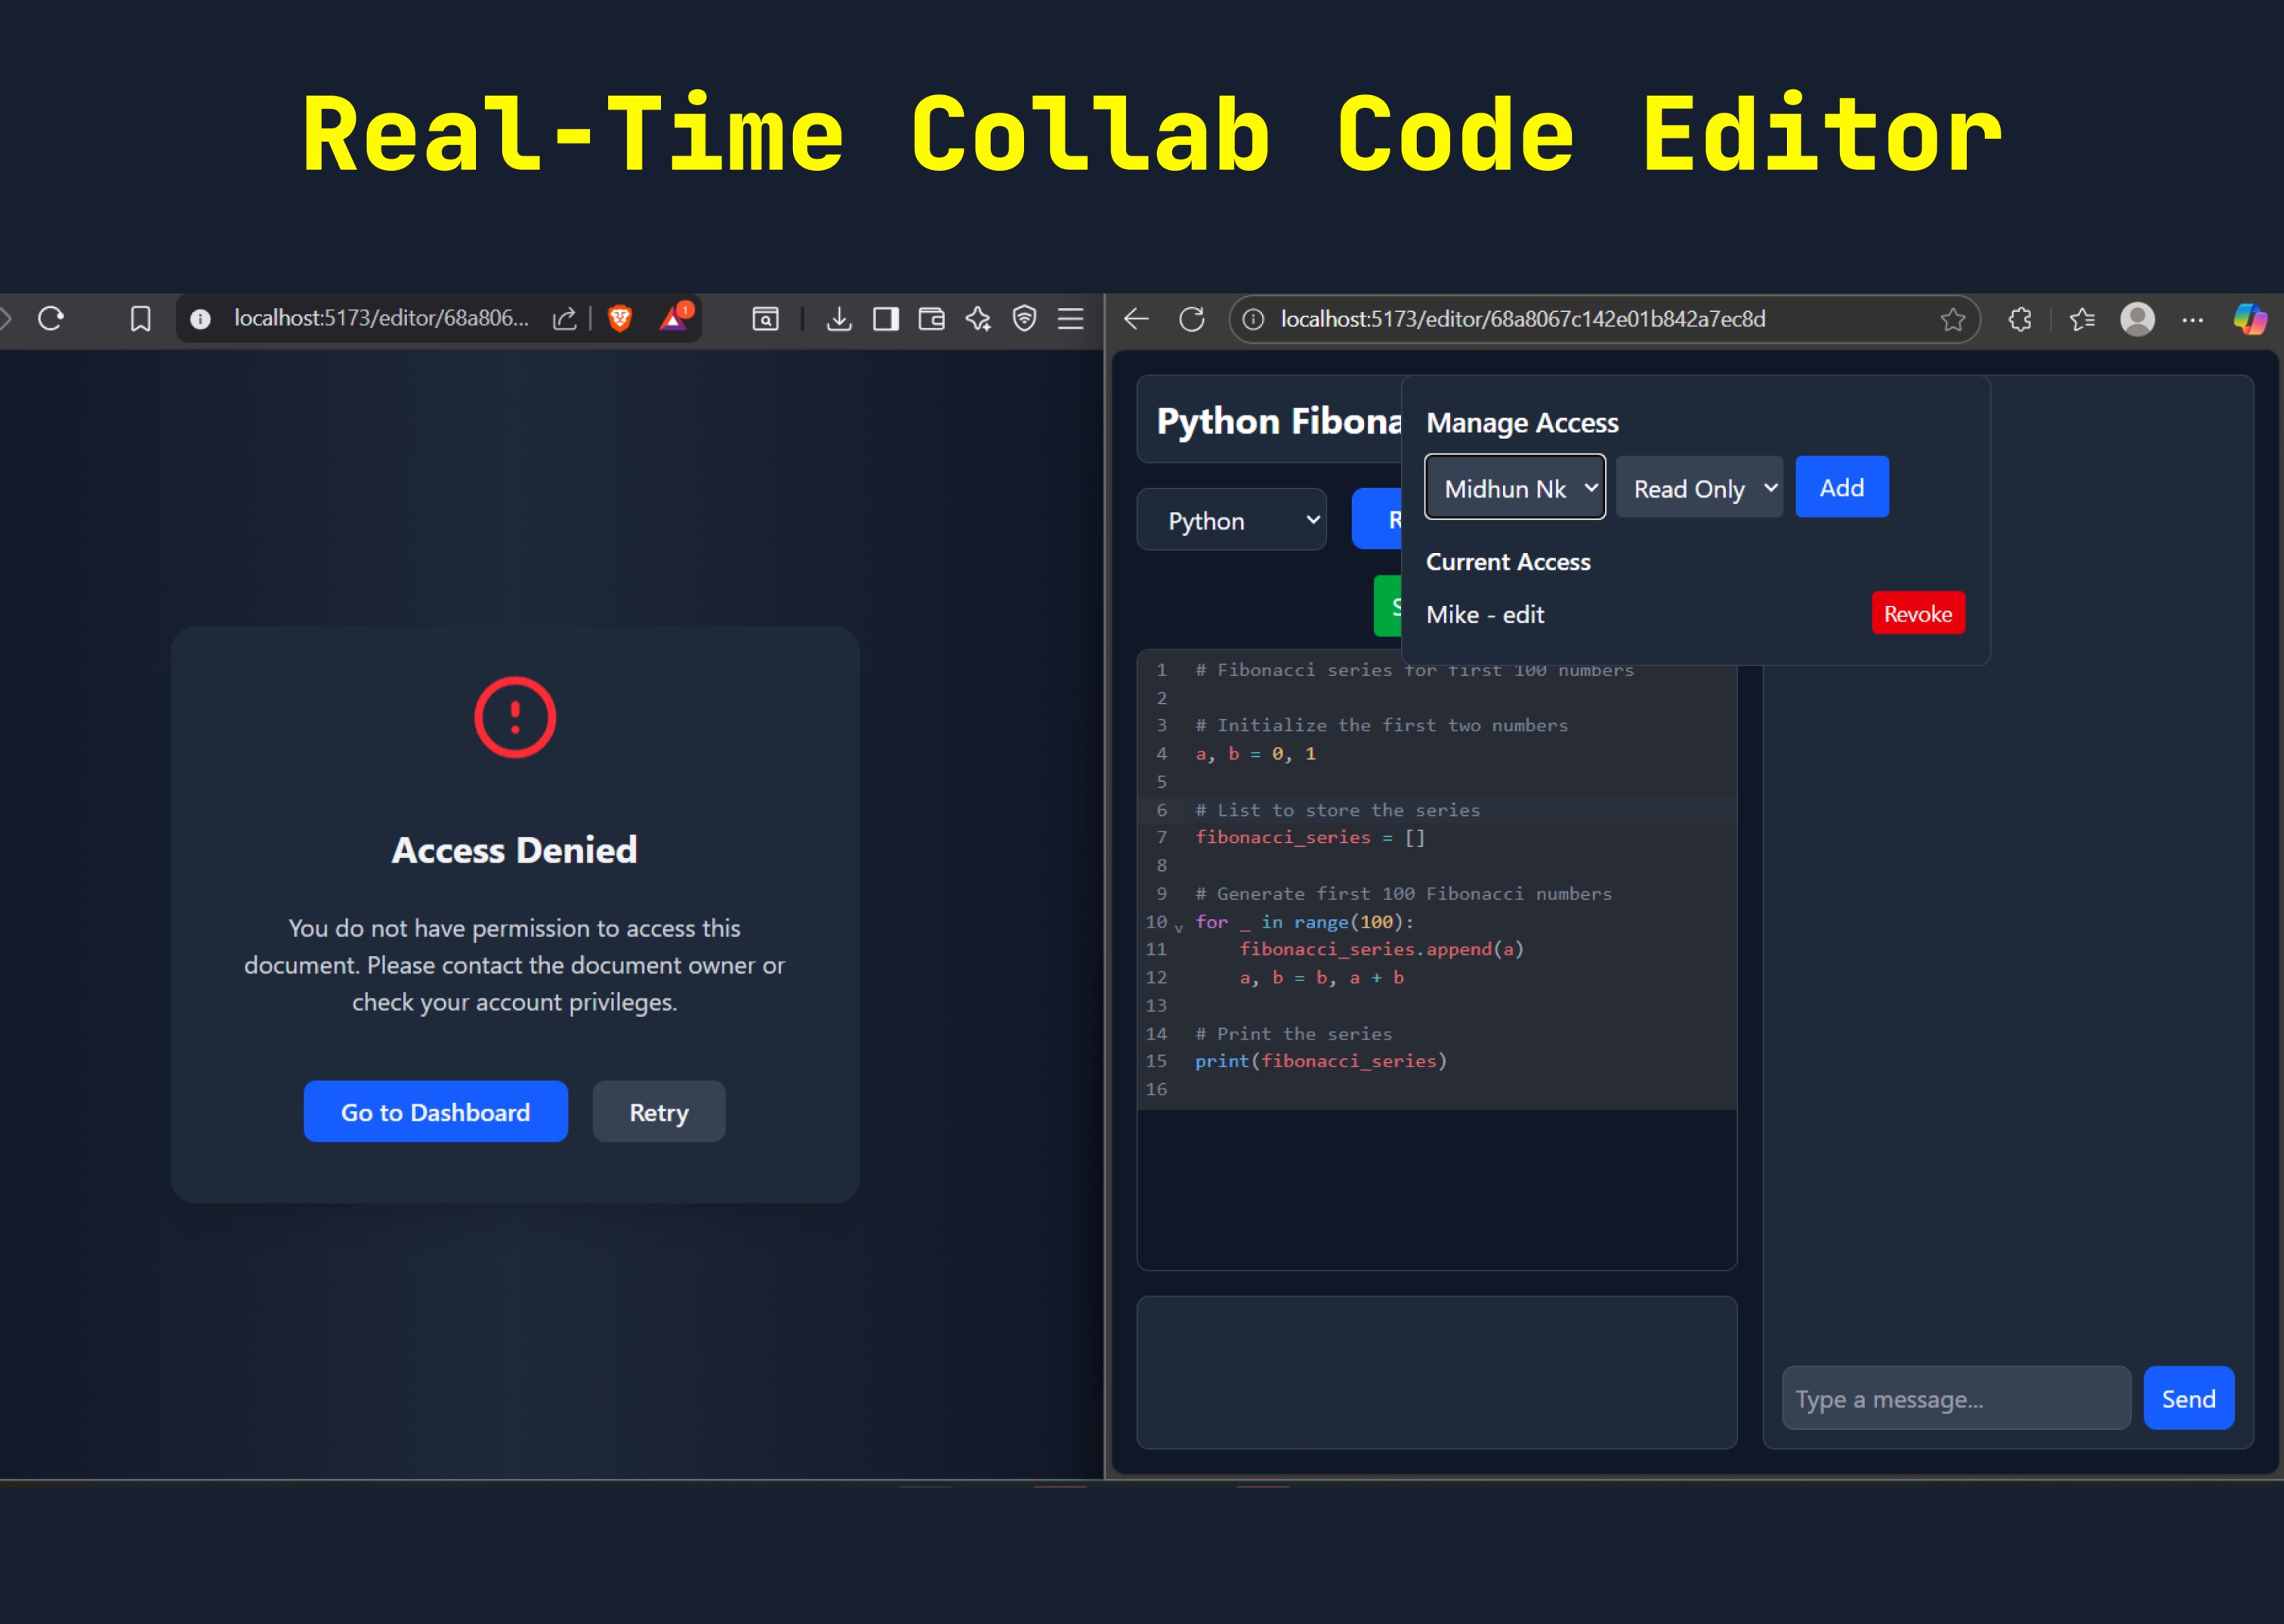 Real-Time Collab Code Editor
localhost:5173/editor/68a806...
1
localhost:5173/editor/68a8067c142e01b842a7ec8d
Access Denied
You do not have permission to access this
document. Please contact the document owner or
check your account privileges.
Go to Dashboard
Retry
Python Fibona
Manage Access
Midhun Nk
Read Only
Add
Python
R
Current Access
S
Mike - edit
Revoke
1 # Fibonacci series for first 100 numbers
2
3 # Initialize the first two numbers
4 a, b = 0, 1
5
6 # List to store the series
7 fibonacci_series = []
8
9 # Generate first 100 Fibonacci numbers
10 for _ in range(100):
11 fibonacci_series.append(a)
12 a, b = b, a + b
13
14 # Print the series
15 print(fibonacci_series)
16
Type a message...
Send